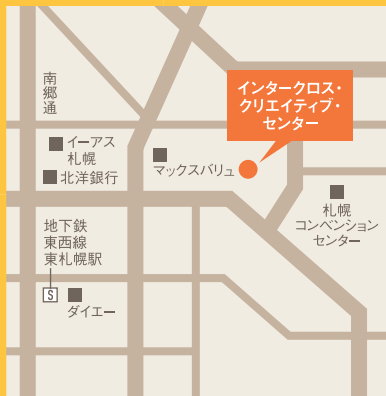 インタークロス・
クリエイティブ・
センター
南郷通
イーアス
札幌
北洋銀行
マックスバリュ
札幌
コンベンション
センター
地下鉄
東西線
東札幌駅
S
ダイエー